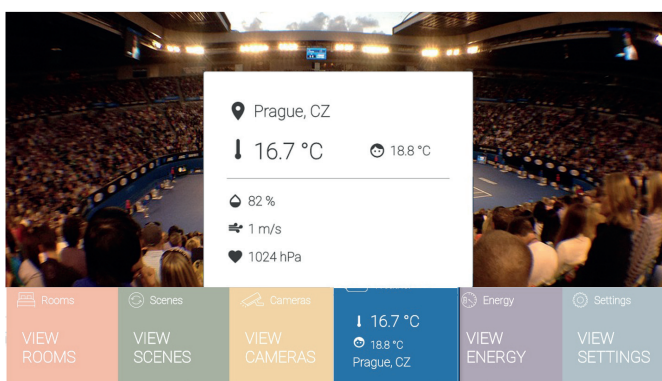 Prague, CZ
16.7 °C
18.8 °C
82 %
1 m/s
1024 hPa
Rooms
VIEW
ROOMS
Scenes
VIEW
SCENES
Cameras
VIEW
CAMERAS
16.7 °C
18.8 °C
Prague, CZ
Energy
VIEW
ENERGY
Settings
VIEW
SETTINGS